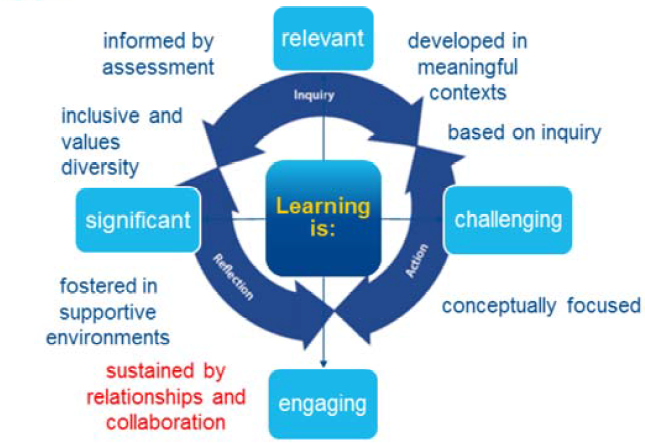 relevant
informed by
assessment
developed in
meaningful
contexts
Inquiry
inclusive and
values
diversity
based on inquiry
Learning
is:
significant
challenging
Reflection
Action
fostered in
supportive
environments
conceptually focused
sustained by
relationships and
collaboration
engaging